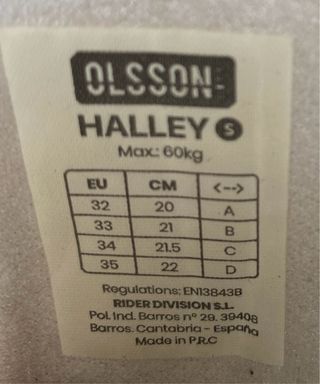 OLSSON
HALLEY S
Max: 60kg
EU CM <-->
32 20 A
33 21 B
34 21.5 C
35 22 D
Regulations: EN13843B
RIDER DIVISION S.L.
Pol. Ind. Barros nº 29. 39408
Barros. Cantabria - España
Made in P.R.C